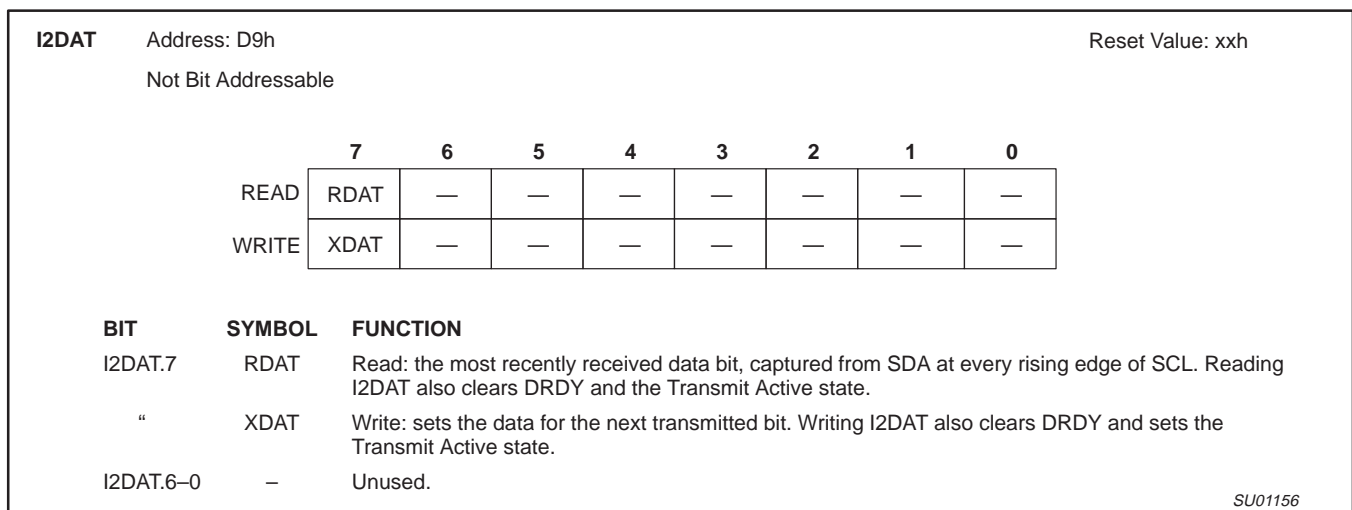 I2DAT Address: D9h Reset Value: xxh
Not Bit Addressable
7 6 5 4 3 2 1 0
READ RDAT — — — — — — —
WRITE XDAT — — — — — — —
BIT SYMBOL FUNCTION
I2DAT.7 RDAT Read: the most recently received data bit, captured from SDA at every rising edge of SCL. Reading
I2DAT also clears DRDY and the Transmit Active state.
“ XDAT Write: sets the data for the next transmitted bit. Writing I2DAT also clears DRDY and sets the
Transmit Active state.
I2DAT.6–0 – Unused.
SU01156